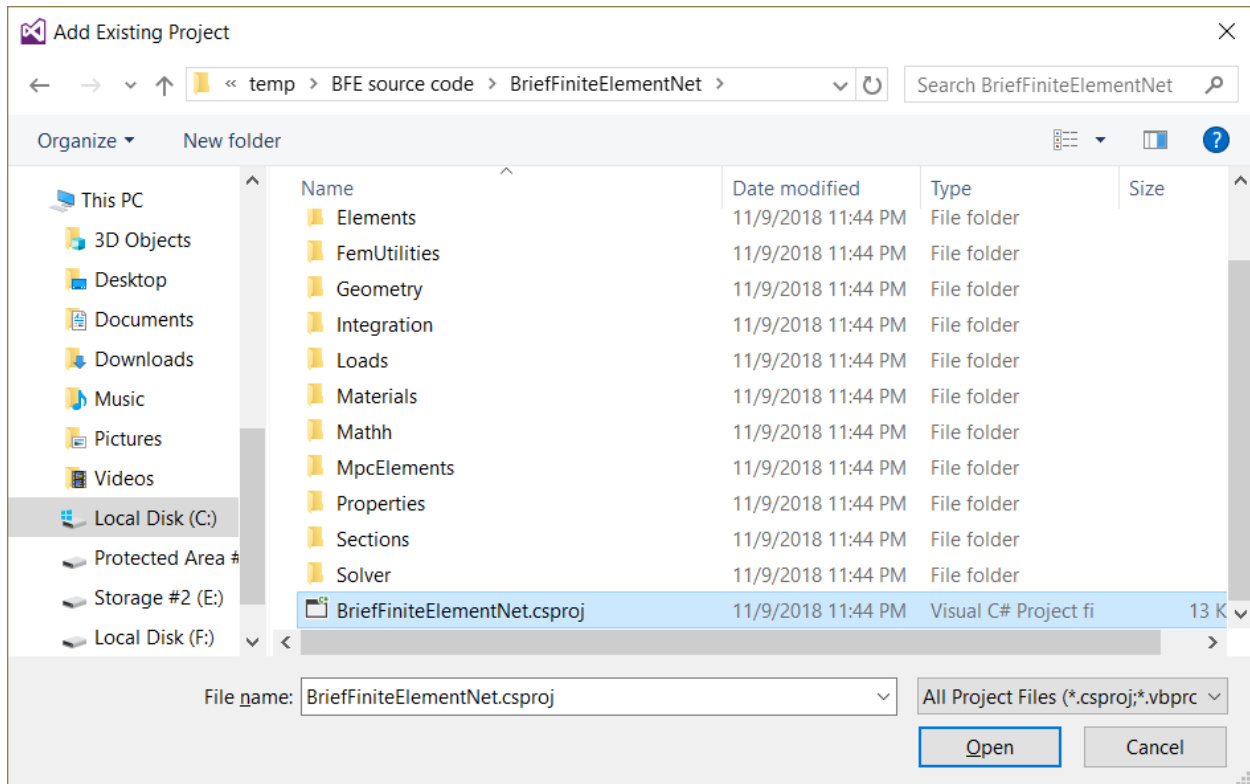 Add Existing Project
« temp > BFE source code > BriefFiniteElementNet >
Search BriefFiniteElementNet
Organize
New folder
?
This PC
3D Objects
Desktop
Documents
Downloads
Music
Pictures
Videos
Local Disk (C:)
Protected Area #
Storage #2 (E:)
Local Disk (F:)
Name Date modified Type Size
Elements 11/9/2018 11:44 PM File folder
FemUtilities 11/9/2018 11:44 PM File folder
Geometry 11/9/2018 11:44 PM File folder
Integration 11/9/2018 11:44 PM File folder
Loads 11/9/2018 11:44 PM File folder
Materials 11/9/2018 11:44 PM File folder
Mathh 11/9/2018 11:44 PM File folder
MpcElements 11/9/2018 11:44 PM File folder
Properties 11/9/2018 11:44 PM File folder
Sections 11/9/2018 11:44 PM File folder
Solver 11/9/2018 11:44 PM File folder
BriefFiniteElementNet.csproj 11/9/2018 11:44 PM Visual C# Project fi 13 K
File name: BriefFiniteElementNet.csproj
All Project Files (*.csproj;*.vbprc
Open Cancel